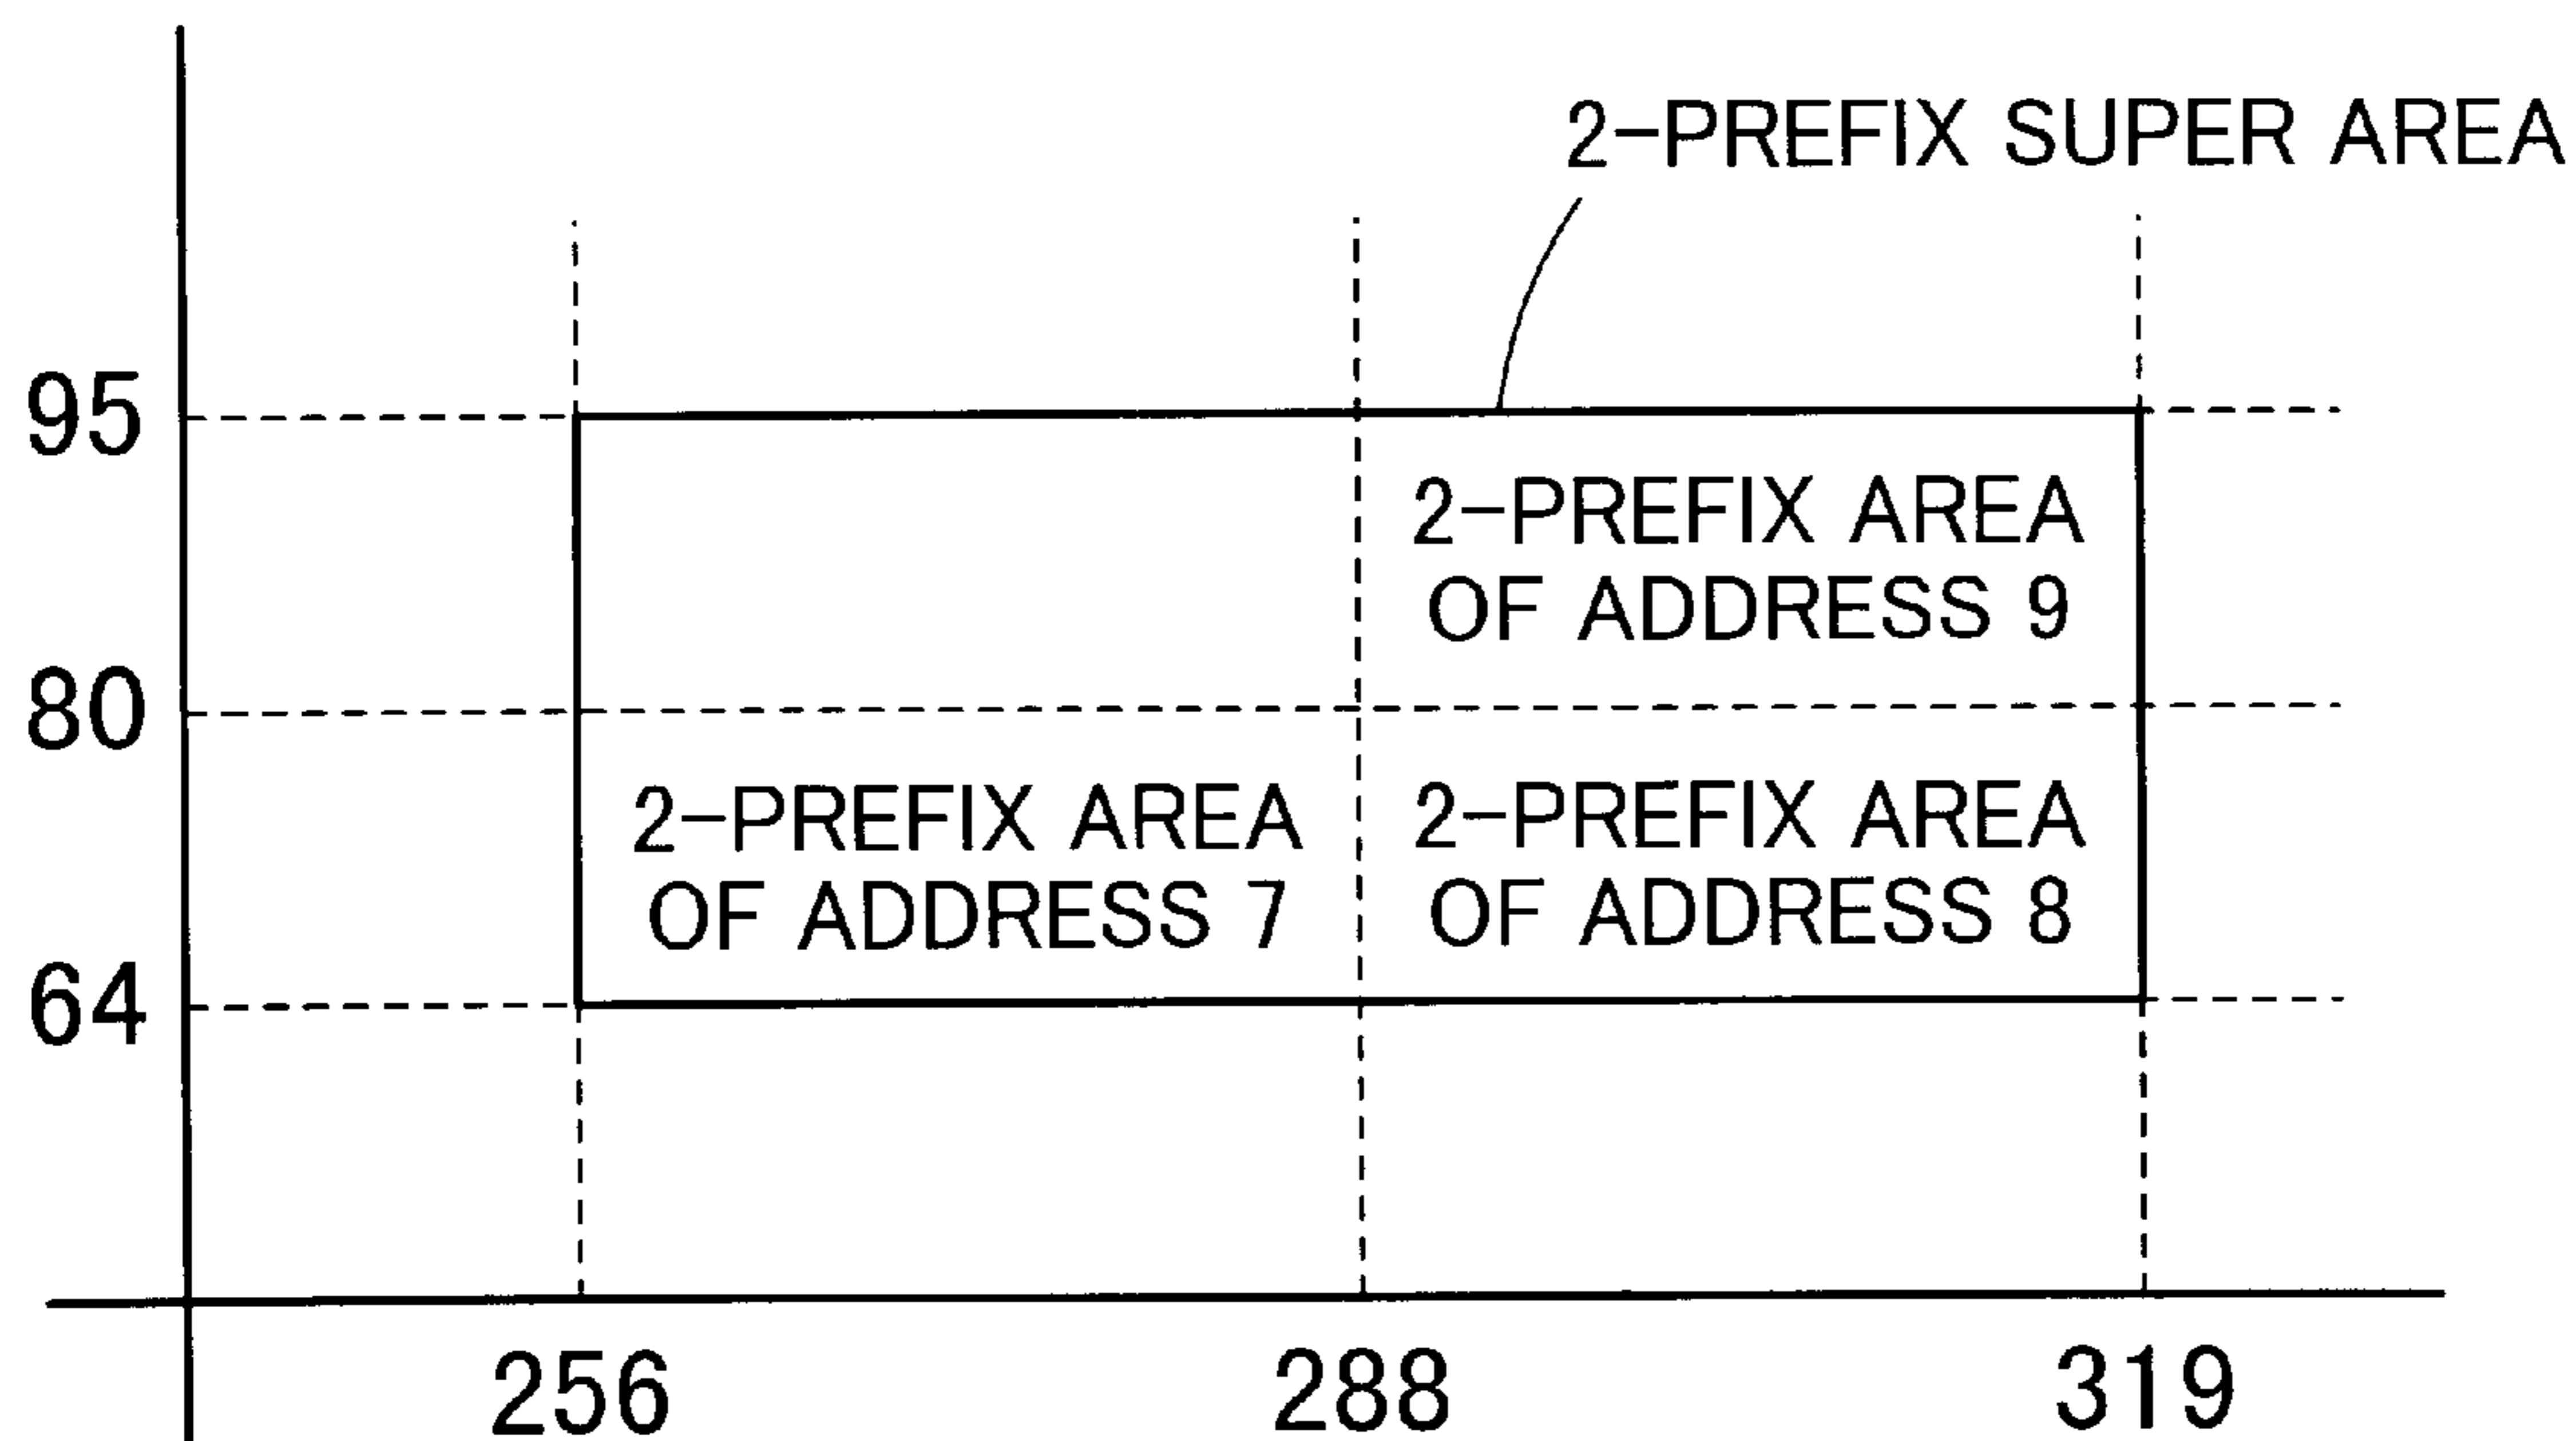 2-PREFIX SUPER AREA
95
2-PREFIX AREA
OF ADDRESS 9
80
2-PREFIX AREA
OF ADDRESS 7
2-PREFIX AREA
OF ADDRESS 8
64
256
288
319